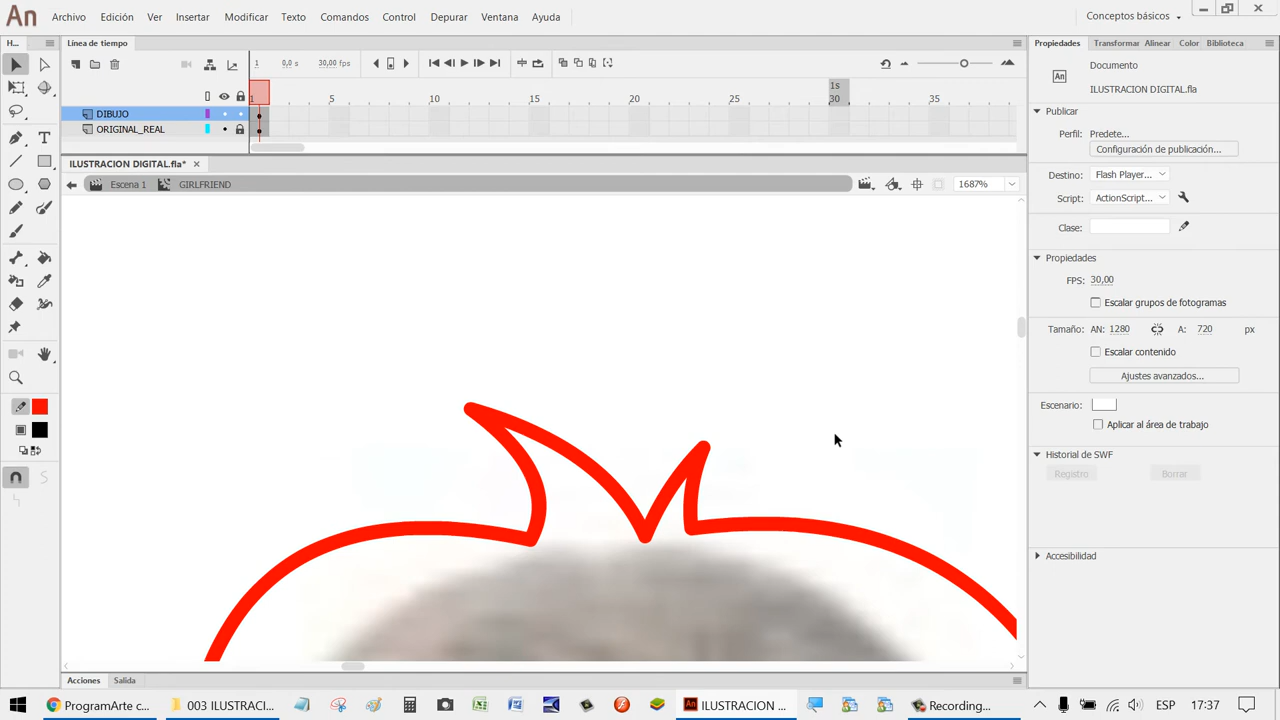 An Archivo Edición Ver Insertar Modificar Texto Comandos Control Depurar Ventana Ayuda Conceptos básicos
H... Línea de tiempo Propiedades Transformar Alinear Color Biblioteca
1 0,0 s 30,00 fps
An Documento
ILUSTRACION DIGITAL.fla
1s
1 5 10 15 20 25 30 35
DIBUJO
ORIGINAL_REAL
Publicar
Perfil: Predete...
Configuración de publicación...
ILUSTRACION DIGITAL.fla*
Escena 1 GIRLFRIEND 1687%
Destino: Flash Player...
Script: ActionScript...
Clase:
Propiedades
FPS: 30,00
Escalar grupos de fotogramas
Tamaño: AN: 1280 A: 720 px
Escalar contenido
Ajustes avanzados...
Escenario:
Aplicar al área de trabajo
Historial de SWF
Registro Borrar
Accesibilidad
Acciones Salida
ProgramArte c... 003 ILUSTRACI... An ILUSTRACION ... Recording... ESP 17:37